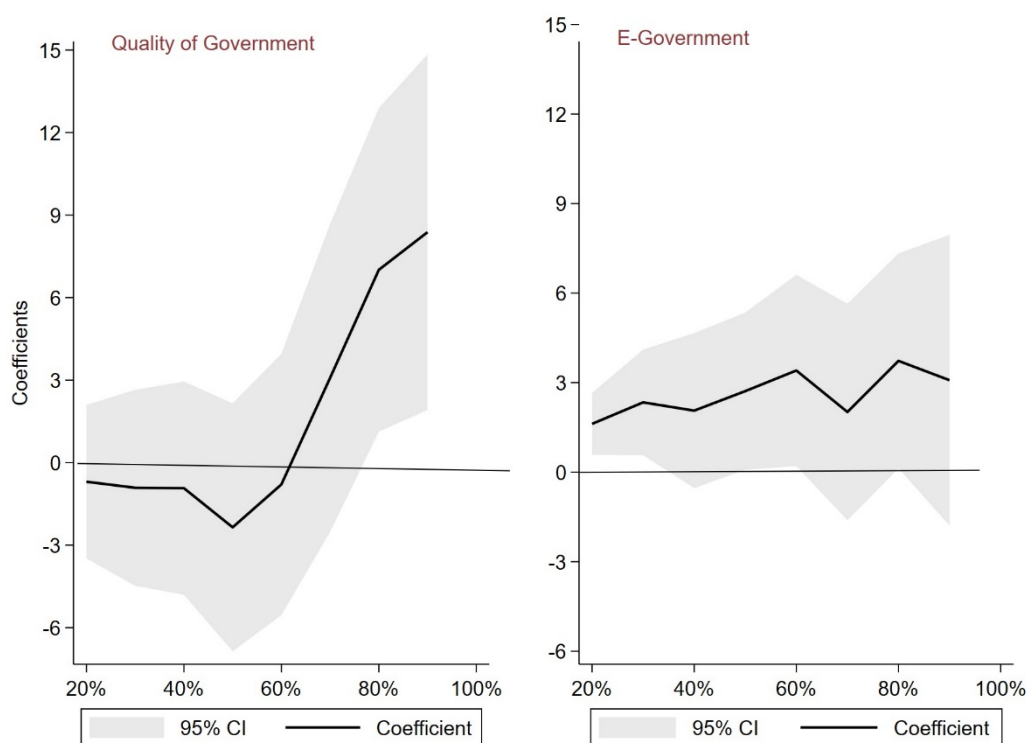 Quality of Government
15
12
9
6
3
0
-3
-6
Coefficients
20% 40% 60% 80% 100%
95% CI Coefficient
E-Government
15
12
9
6
3
0
-3
-6
20% 40% 60% 80% 100%
95% CI Coefficient